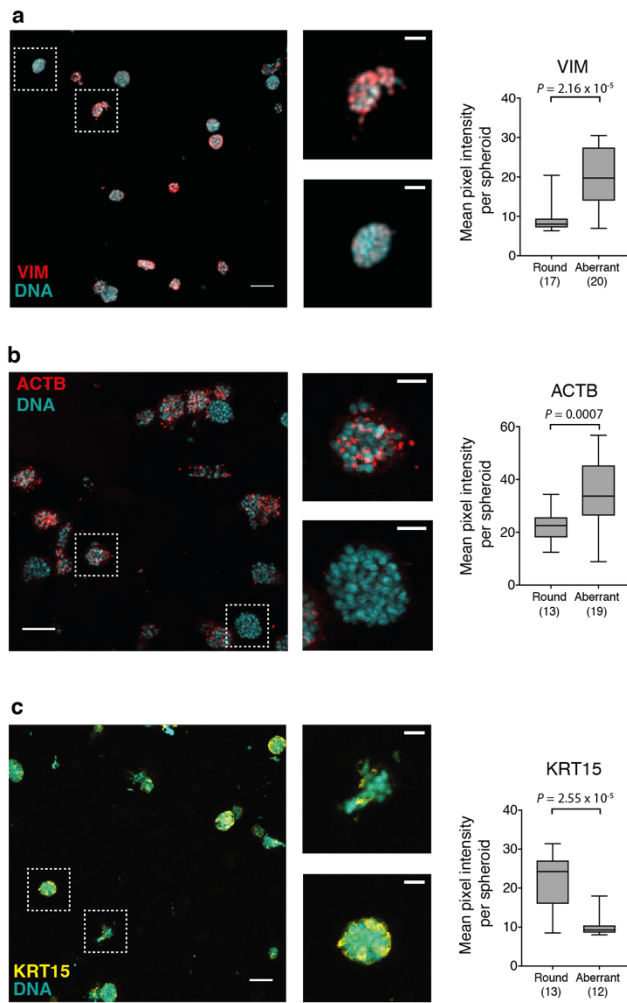 a
VIM
DNA
VIM
P = 2.16 x 10-5
Mean pixel intensity
per spheroid
40
30
20
10
0
Round
(17)
Aberrant
(20)
b
ACTB
DNA
ACTB
P = 0.0007
Mean pixel intensity
per spheroid
60
40
20
0
Round
(13)
Aberrant
(19)
c
KRT15
DNA
KRT15
P = 2.55 x 10-5
Mean pixel intensity
per spheroid
40
30
20
10
0
Round
(13)
Aberrant
(12)